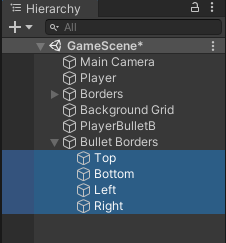 Hierarchy
All
GameScene*
Main Camera
Player
Borders
Background Grid
PlayerBulletB
Bullet Borders
Top
Bottom
Left
Right